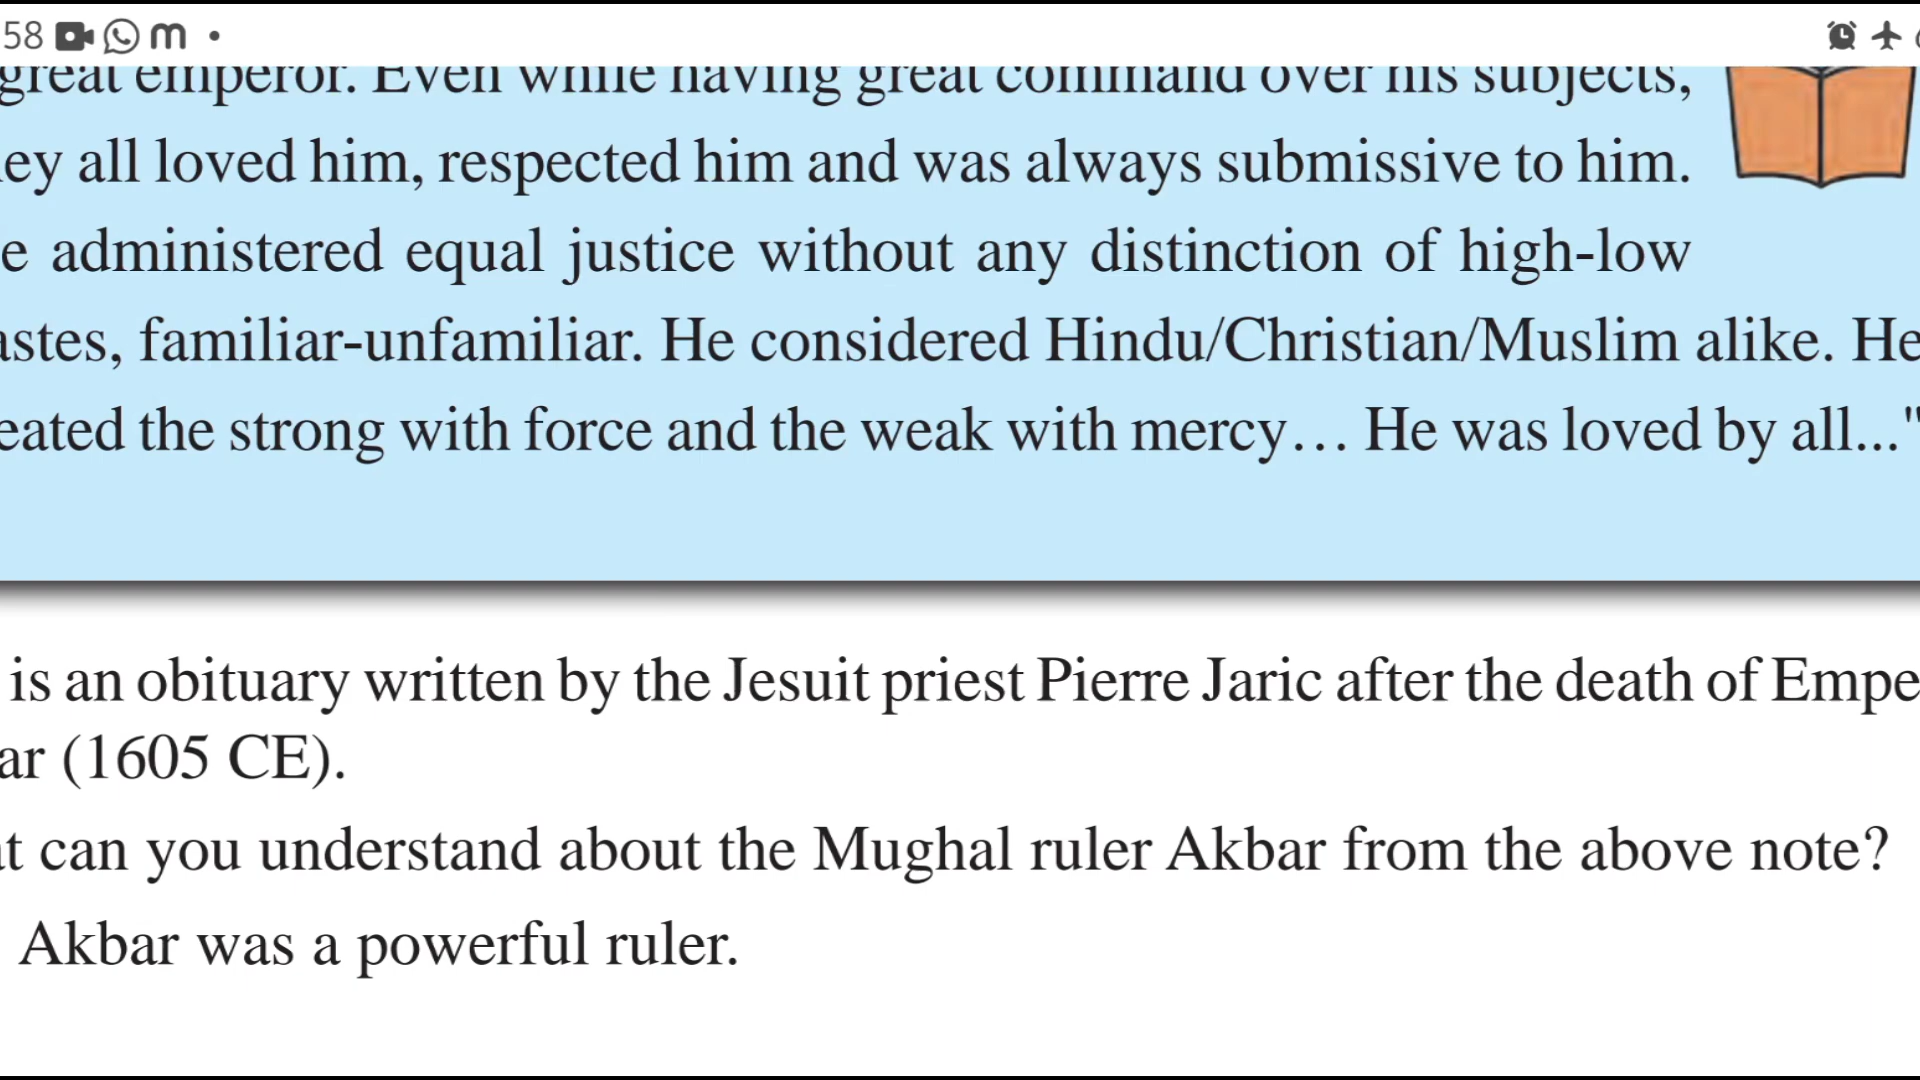 58 m
great emperor. Even while having great command over his subjects,
ey all loved him, respected him and was always submissive to him.
e administered equal justice without any distinction of high-low
astes, familiar-unfamiliar. He considered Hindu/Christian/Muslim alike. He
eated the strong with force and the weak with mercy… He was loved by all..."
is an obituary written by the Jesuit priest Pierre Jaric after the death of Empe
ar (1605 CE).
at can you understand about the Mughal ruler Akbar from the above note?
Akbar was a powerful ruler.